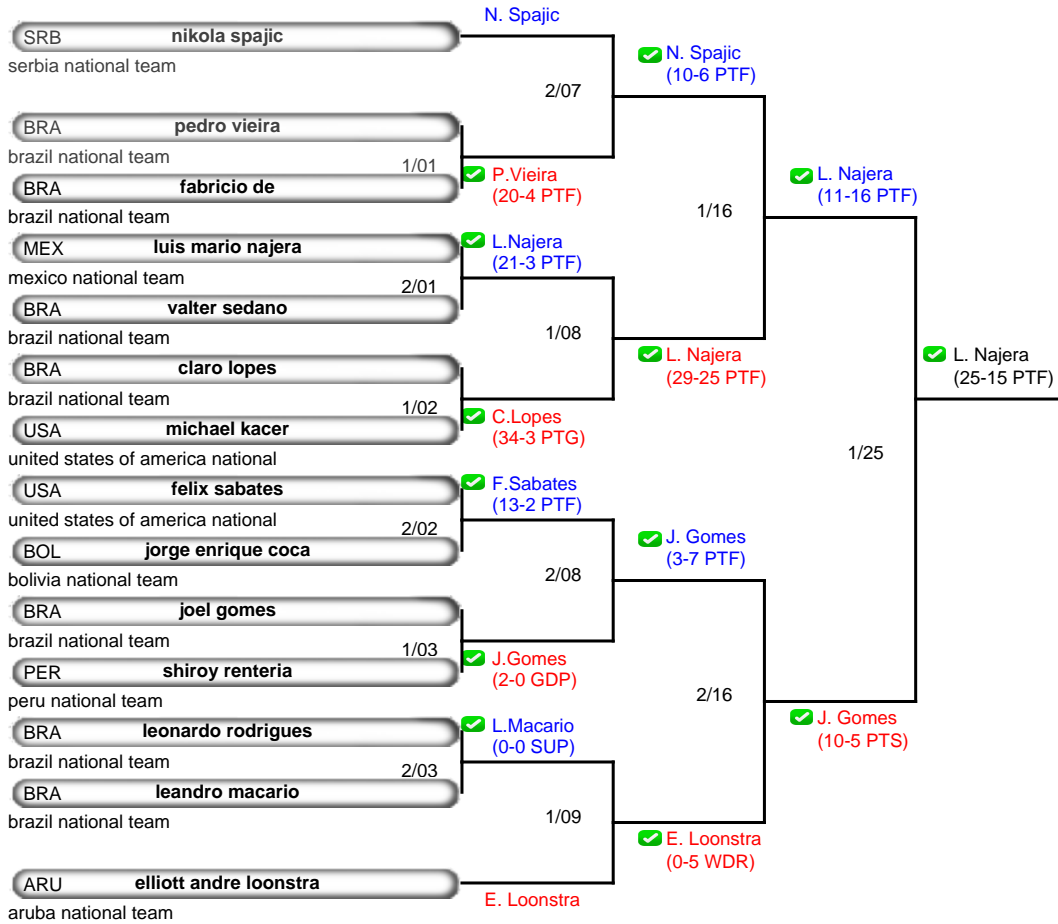 N. Spajic
SRB nikola spajic
serbia national team
N. Spajic
(10-6 PTF)
2/07
BRA pedro vieira
brazil national team
1/01
P.Vieira
(20-4 PTF)
BRA fabricio de
brazil national team
L. Najera
(11-16 PTF)
1/16
MEX luis mario najera
mexico national team
L.Najera
(21-3 PTF)
2/01
BRA valter sedano
brazil national team
1/08
L. Najera
(29-25 PTF)
L. Najera
(25-15 PTF)
BRA claro lopes
brazil national team
1/02
C.Lopes
(34-3 PTG)
USA michael kacer
united states of america national
1/25
USA felix sabates
united states of america national
F.Sabates
(13-2 PTF)
2/02
BOL jorge enrique coca
bolivia national team
J. Gomes
(3-7 PTF)
2/08
BRA joel gomes
brazil national team
1/03
J.Gomes
(2-0 GDP)
PER shiroy renteria
peru national team
2/16
J. Gomes
(10-5 PTS)
BRA leonardo rodrigues
brazil national team
L.Macario
(0-0 SUP)
2/03
BRA leandro macario
brazil national team
1/09
E. Loonstra
(0-5 WDR)
ARU elliott andre loonstra
aruba national team
E. Loonstra